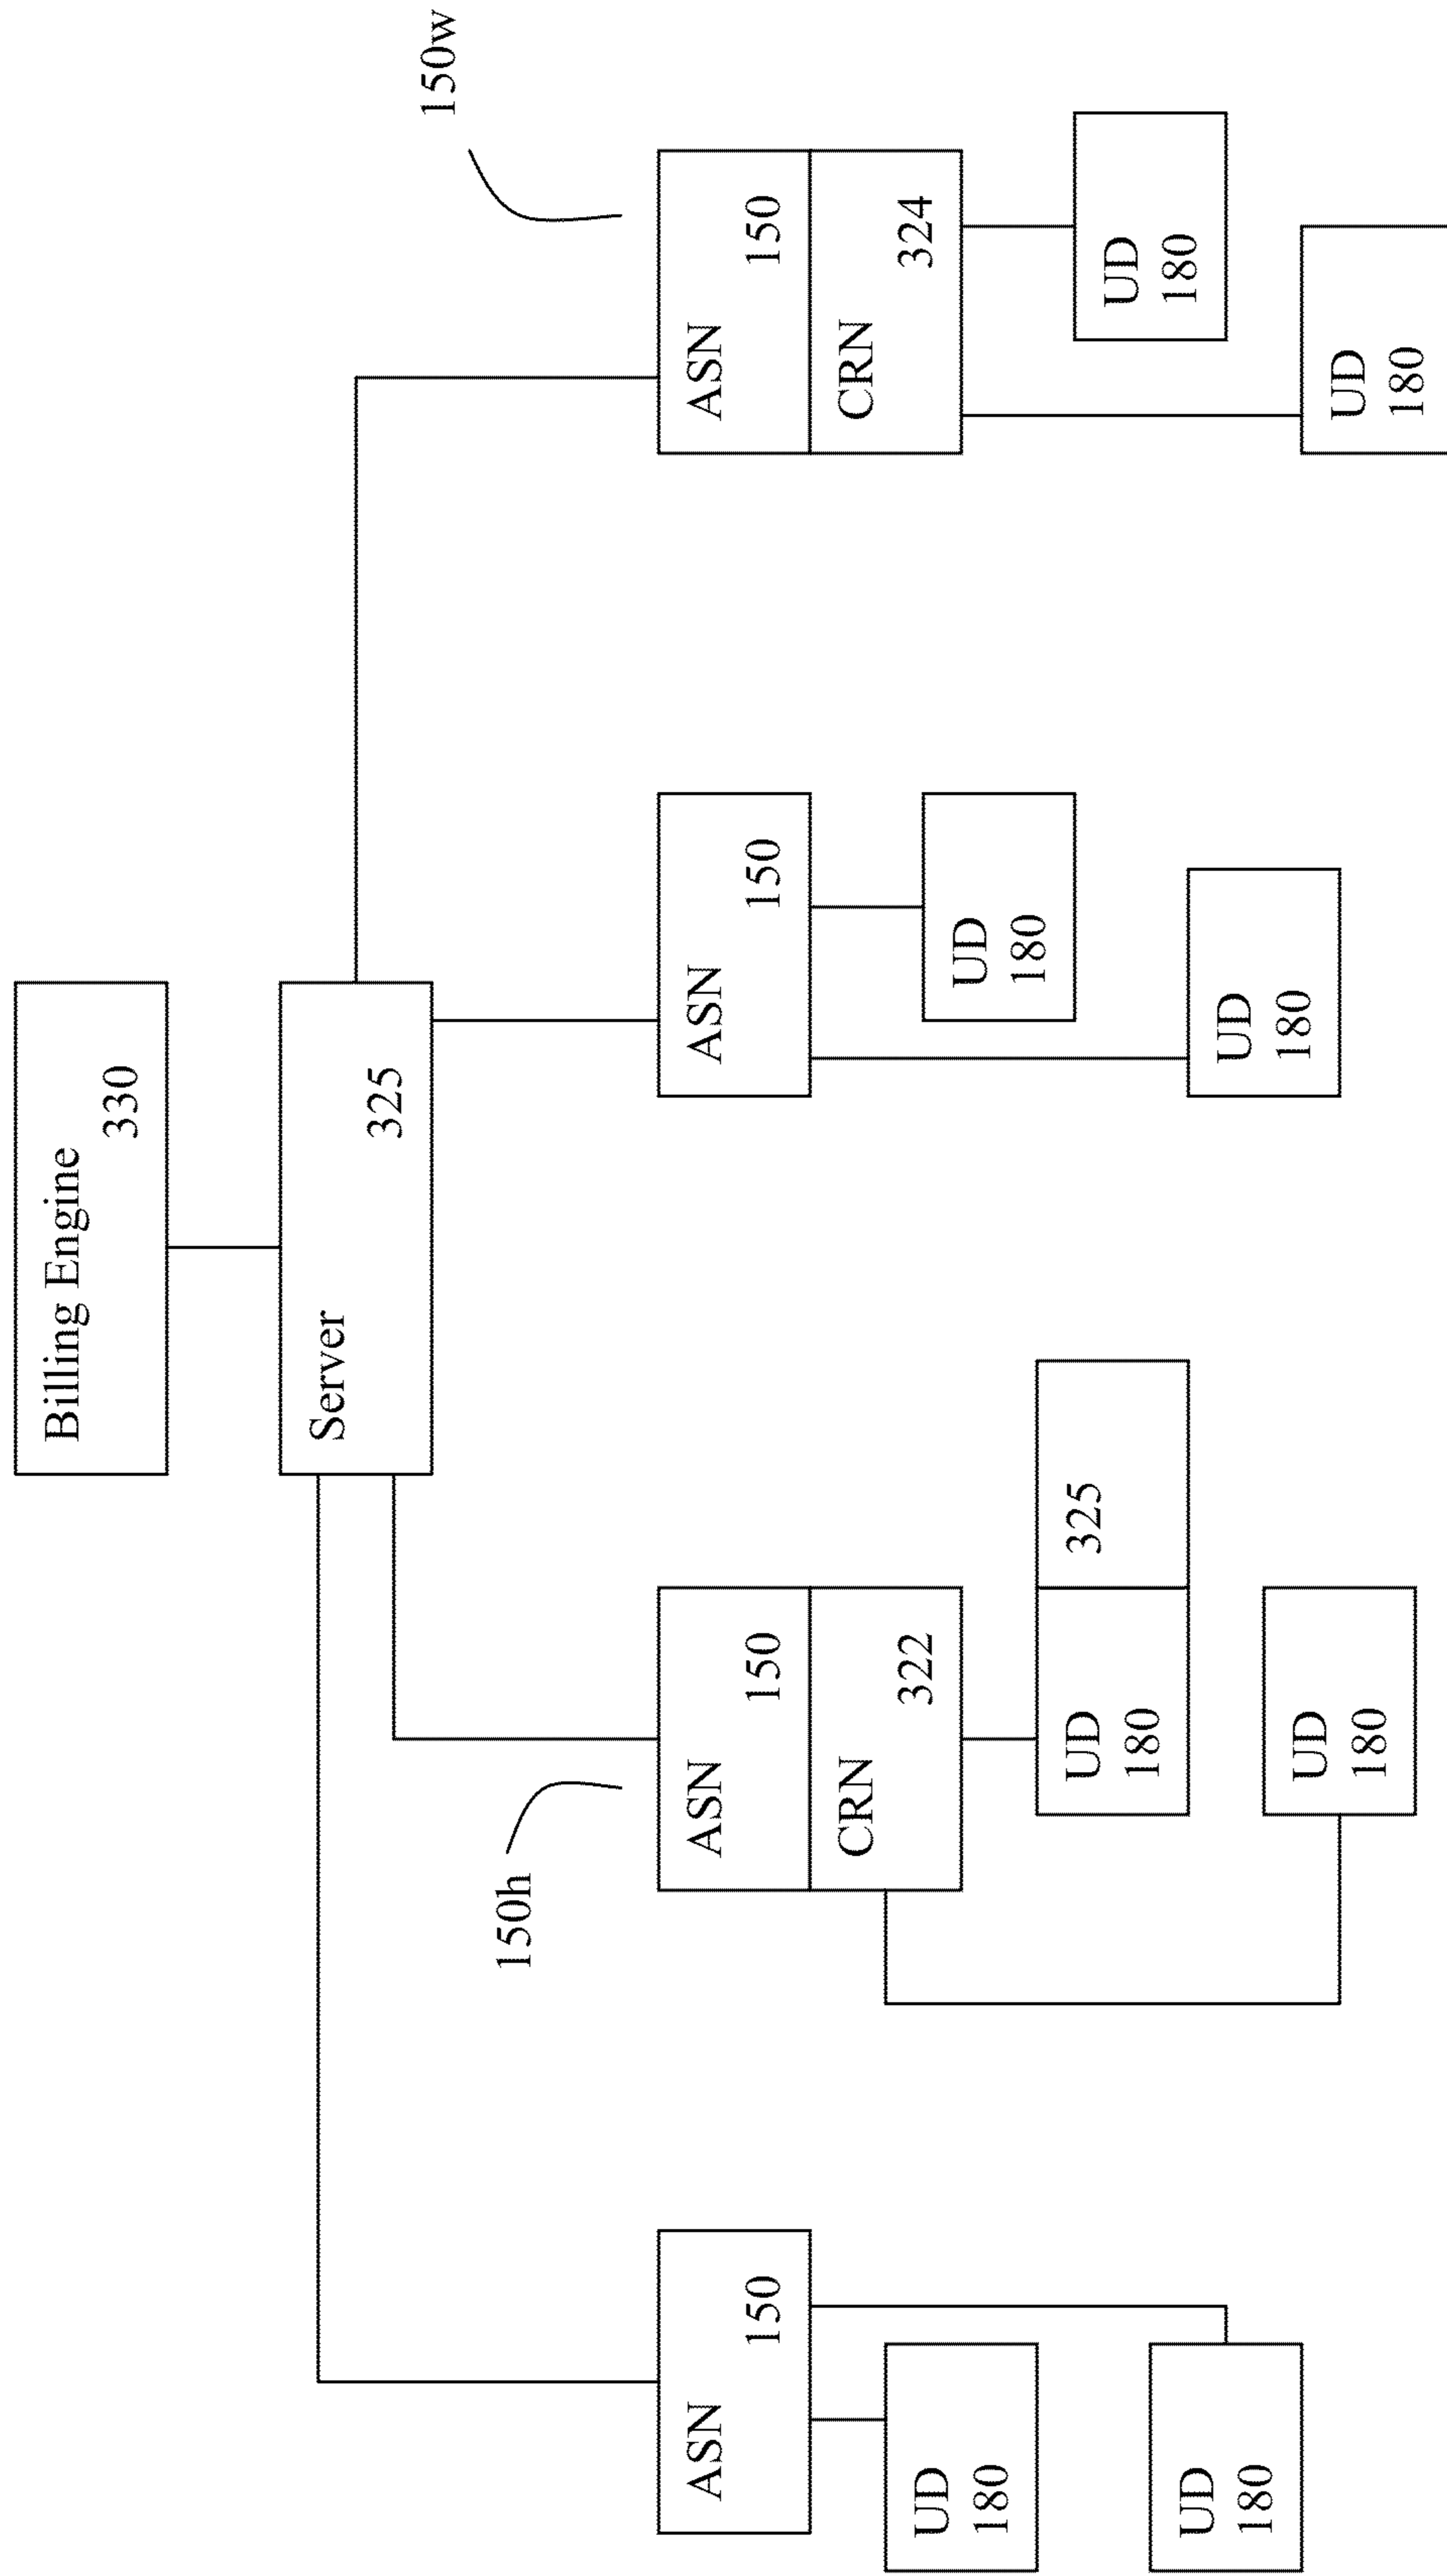 Billing Engine
330
Server
325
150h
150w
ASN
150
ASN
150
CRN
322
ASN
150
ASN
150
CRN
324
UD
180
UD
180
UD
180
325
UD
180
UD
180
UD
180
UD
180
UD
180